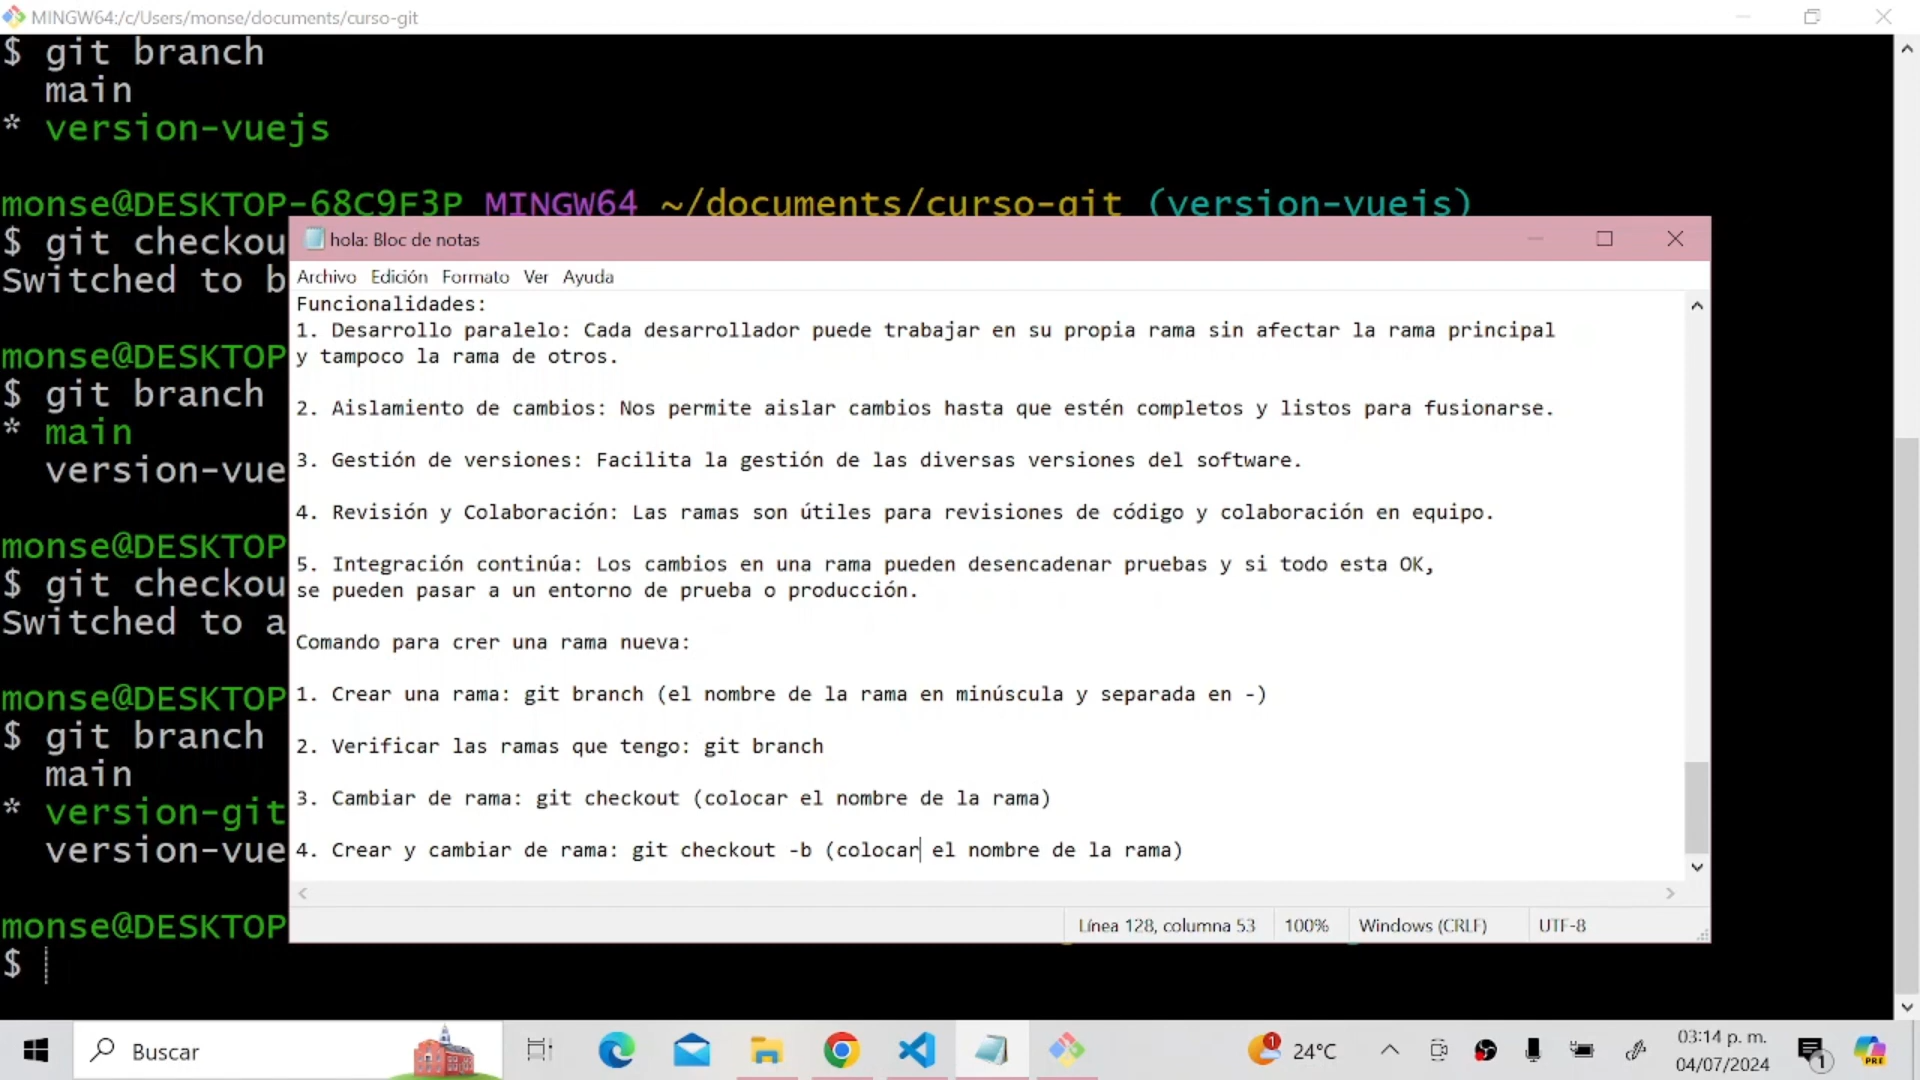 MINGW64:/c/Users/monse/documents/curso-git
$ git branch
main
* version-vuejs
monse@DESKTOP-68C9F3P MINGW64 ~/documents/curso-git (version-vuejs)
$ git checkou
Switched to b
monse@DESKTOP
$ git branch
* main
version-vue
monse@DESKTOP
$ git checkou
Switched to a
monse@DESKTOP
$ git branch
main
* version-git
version-vue
monse@DESKTOP
$
hola: Bloc de notas
Archivo Edición Formato Ver Ayuda
Funcionalidades:
1. Desarrollo paralelo: Cada desarrollador puede trabajar en su propia rama sin afectar la rama principal
y tampoco la rama de otros.
2. Aislamiento de cambios: Nos permite aislar cambios hasta que estén completos y listos para fusionarse.
3. Gestión de versiones: Facilita la gestión de las diversas versiones del software.
4. Revisión y Colaboración: Las ramas son útiles para revisiones de código y colaboración en equipo.
5. Integración continúa: Los cambios en una rama pueden desencadenar pruebas y si todo esta OK,
se pueden pasar a un entorno de prueba o producción.
Comando para crer una rama nueva:
1. Crear una rama: git branch (el nombre de la rama en minúscula y separada en -)
2. Verificar las ramas que tengo: git branch
3. Cambiar de rama: git checkout (colocar el nombre de la rama)
4. Crear y cambiar de rama: git checkout -b (colocar el nombre de la rama)
Línea 128, columna 53 100% Windows (CRLF) UTF-8
Buscar
1
24°C
03:14 p. m.
04/07/2024
1
PRE